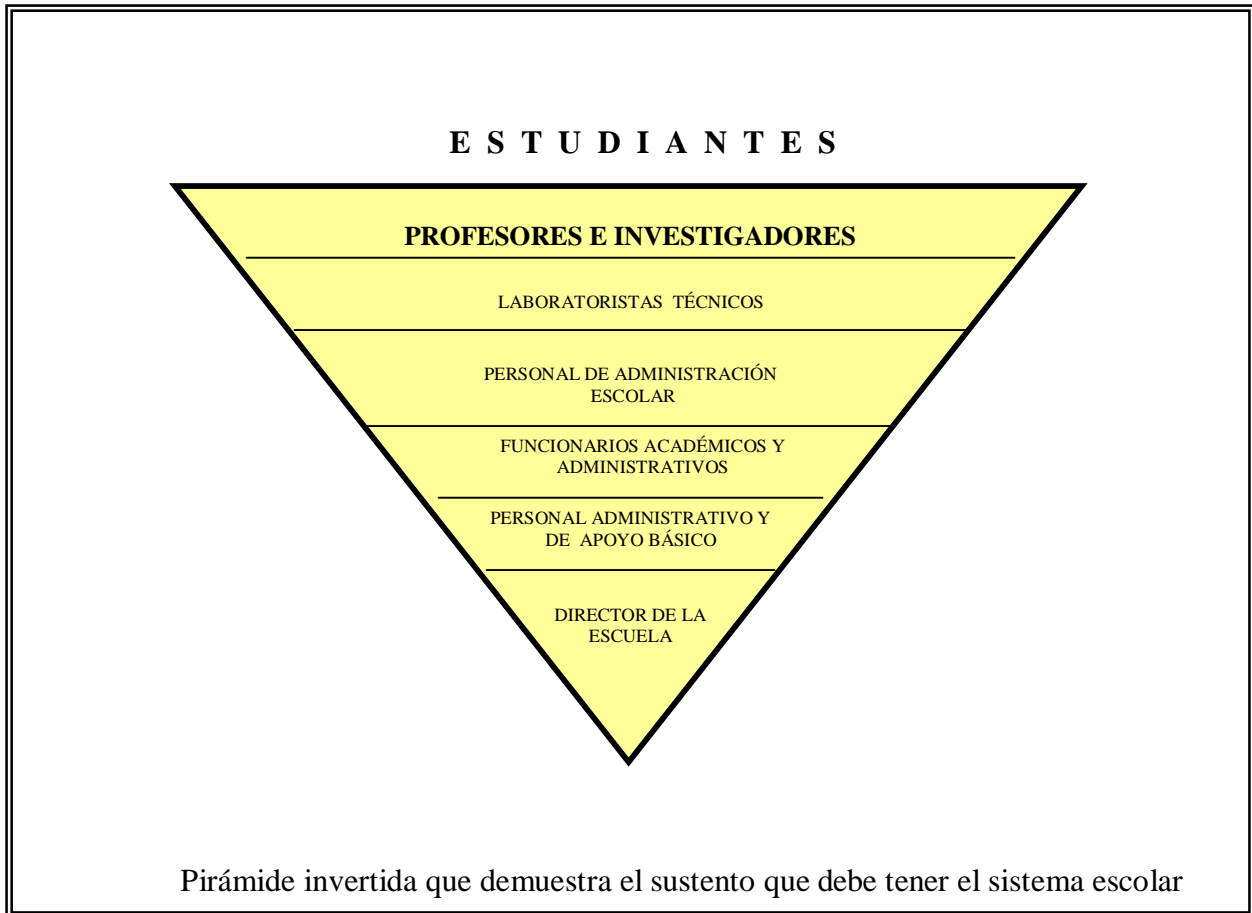 E S T U D I A N T E S
PROFESORES E INVESTIGADORES
LABORATORISTAS TÉCNICOS
PERSONAL DE ADMINISTRACIÓN
ESCOLAR
FUNCIONARIOS ACADÉMICOS Y
ADMINISTRATIVOS
PERSONAL ADMINISTRATIVO Y
DE APOYO BÁSICO
DIRECTOR DE LA
ESCUELA
Pirámide invertida que demuestra el sustento que debe tener el sistema escolar